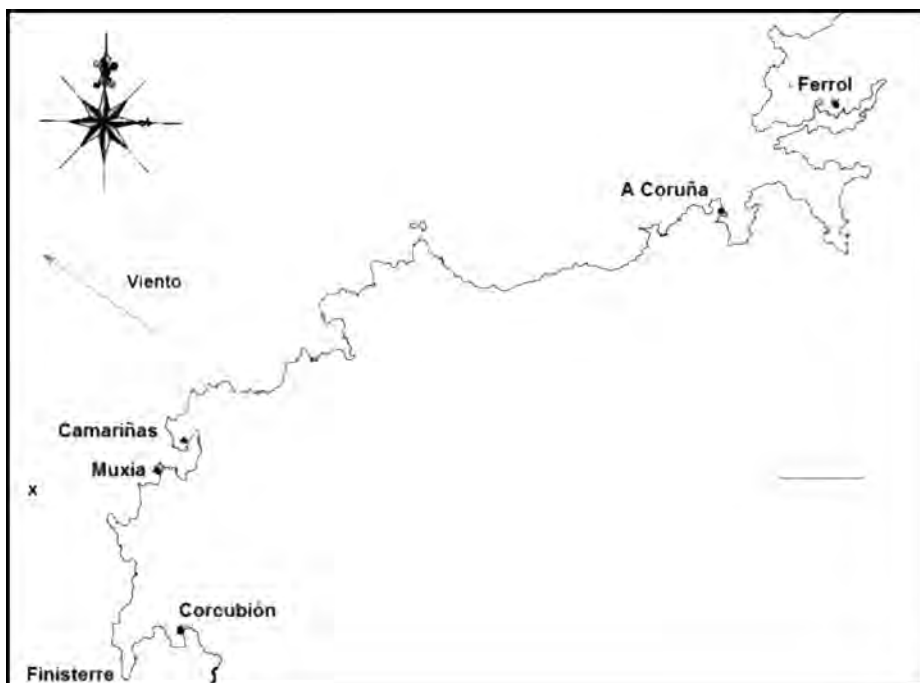 Ferrol
A Coruña
Viento
Camariñas
Muxia
x
Corcubión
Finisterre